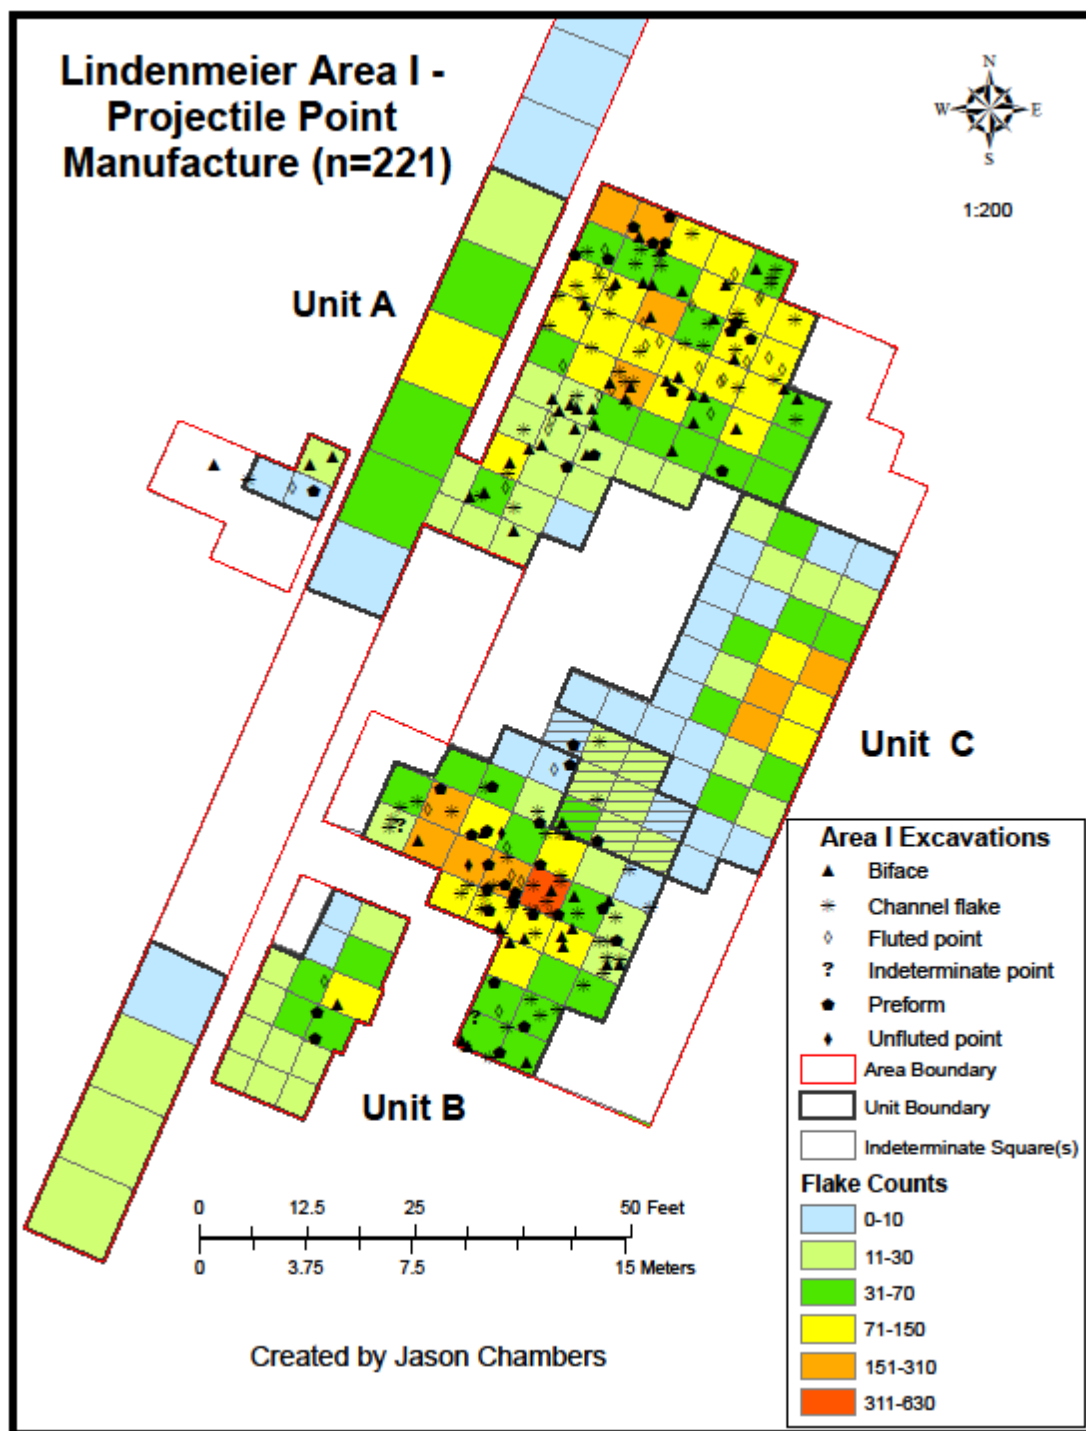 Lindenmeier Area I -
Projectile Point
Manufacture (n=221)
N
W
E
S
1:200
Unit A
Unit C
Unit B
?
?
Area I Excavations
Biface
Channel flake
Fluted point
? Indeterminate point
Preform
Unfluted point
Area Boundary
Unit Boundary
Indeterminate Square(s)
Flake Counts
0-10
11-30
31-70
71-150
151-310
311-630
0 12.5 25 50 Feet
0 3.75 7.5 15 Meters
Created by Jason Chambers